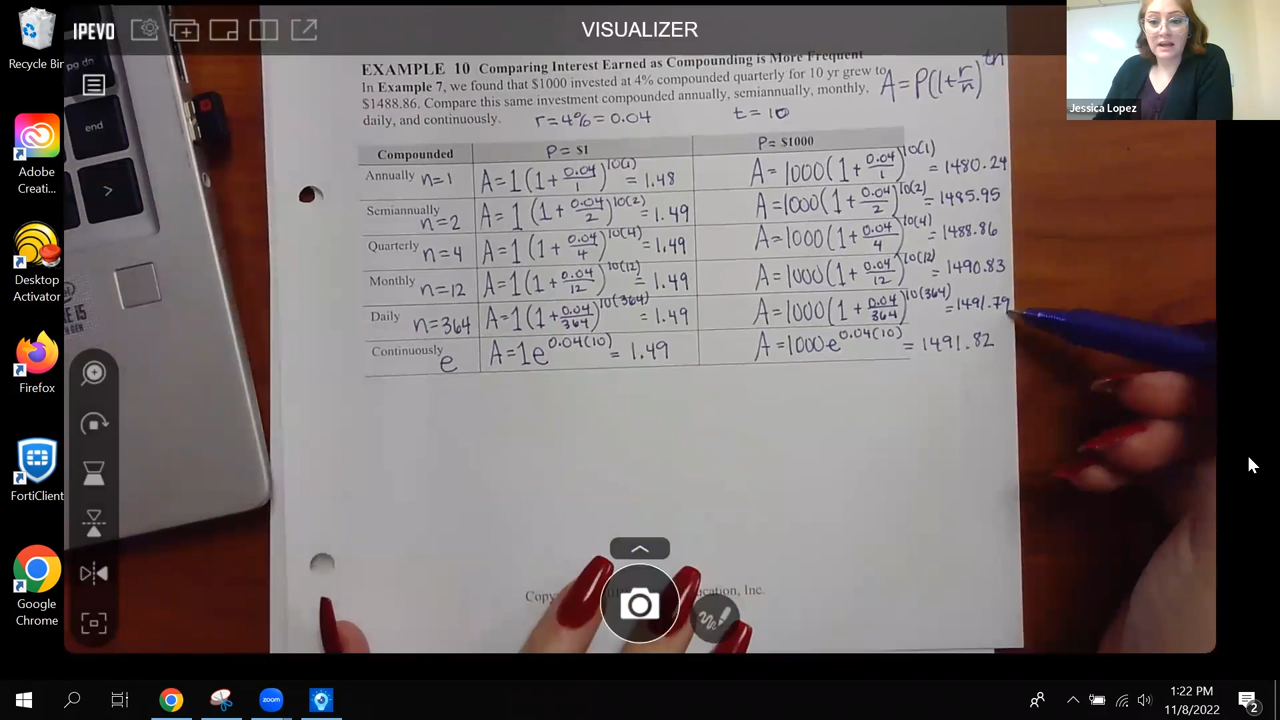 Recycle Bin
IPEVO
VISUALIZER
Adobe
Creati...
Desktop
Activator
Firefox
FortiClient
Google
Chrome
pg dn
end
Jessica Lopez
EXAMPLE 10 Comparing Interest Earned as Compounding is More Frequent
In Example 7, we found that $1000 invested at 4% compounded quarterly for 10 yr grew to
$1488.86. Compare this same investment compounded annually, semiannually, monthly,
daily, and continuously. r=4%=0.04 t=10
A=P(1+r/n)^tn
Compounded P=$1 P=$1000
Annually n=1 A=1(1+0.04/1)^10(1) =1.48 A=1000(1+0.04/1)^10(1) =1480.24
Semiannually n=2 A=1(1+0.04/2)^10(2) =1.49 A=1000(1+0.04/2)^10(2) =1485.95
Quarterly n=4 A=1(1+0.04/4)^10(4) =1.49 A=1000(1+0.04/4)^10(4) =1488.86
Monthly n=12 A=1(1+0.04/12)^10(12) =1.49 A=1000(1+0.04/12)^10(12) =1490.83
Daily n=364 A=1(1+0.04/364)^10(364) =1.49 A=1000(1+0.04/364)^10(364) =1491.79
Continuously e A=1e^0.04(10) =1.49 A=1000e^0.04(10) =1491.82
Inc.
zoom
1:22 PM
11/8/2022
2